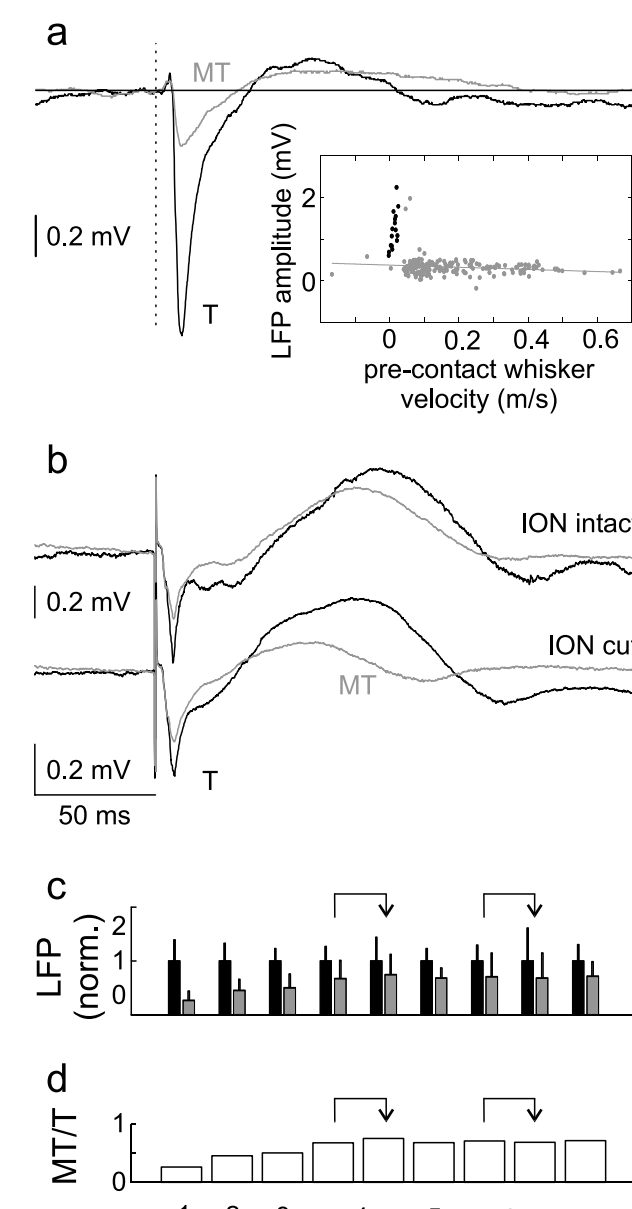 a
MT
0.2 mV
T
LFP amplitude (mV)
2
0
0 0.2 0.4 0.6
pre-contact whisker
velocity (m/s)
b
ION intac
0.2 mV
ION cu
MT
0.2 mV
T
50 ms
c
LFP
(norm.)
2
1
0
d
MT/T
1
0